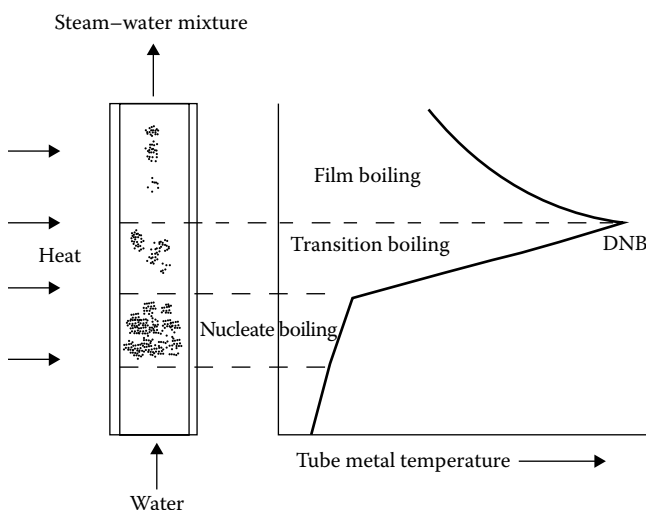 Steam–water mixture
Film boiling
Transition boiling
DNB
Heat
Nucleate boiling
Tube metal temperature
Water